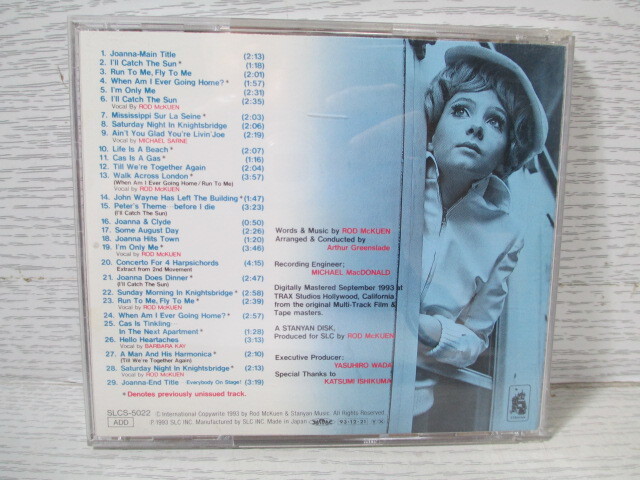 1. Joanna-Main Title (2:13)
2. I'll Catch The Sun* (1:18)
3. Run To Me, Fly To Me (2:01)
4. When Am I Ever Going Home?* (1:57)
5. I'm Only Me (2:31)
6. I'll Catch The Sun (2:35)
Vocal By ROD McKUEN
7. Mississippi Sur La Seine* (2:03)
8. Saturday Night In Knightsbridge (2:06)
9. Ain't You Glad You're Livin' Joe (2:19)
Vocal by MICHAEL SARNE
10. Life Is A Beach* (2:07)
11. Cas Is A Gas* (1:16)
12. Till We're Together Again (2:04)
13. Walk Across London* (3:57)
(When Am I Ever Going Home/Run To Me)
Vocal by ROD McKUEN
14. John Wayne Has Left The Building* (1:47)
15. Peter's Theme – before I die (3:23)
(I'll Catch The Sun)
16. Joanna & Clyde (0:50)
17. Some August Day (2:26)
18. Joanna Hits Town (1:20)
19. I'm Only Me* (3:46)
Vocal by ROD McKUEN
20. Concerto For 4 Harpsichords (4:15)
Extract from 2nd Movement
21. Joanna Does Dinner* (2:47)
(I'll Catch The Sun)
22. Sunday Morning In Knightsbridge* (2:58)
23. Run To Me, Fly To Me* (2:39)
Vocal by ROD McKUEN
24. When Am I Ever Going Home?* (2:57)
25. Cas Is Tinkling…
In The Next Apartment* (1:28)
26. Hello Heartaches (3:13)
Vocal by BARBARA KAY
27. A Man And His Harmonica* (2:10)
(Till We're Together Again)
28. Saturday Night In Knightsbridge* (2:13)
Vocal by ROD McKUEN
29. Joanna-End Title Everybody On Stage! (3:19)
*Denotes previously unissued track.
Words & Music by ROD McKUEN
Arranged & Conducted by
Arthur Greenslade
Recording Engineer:
MICHAEL MacDONALD
Digitally Mastered September 1993 at
TRAX Studios Hollywood, California
from the original Multi-Track Film &
Tape masters.
A STANYAN DISK,
Produced for SLC by ROD McKUEN
Executive Producer:
YASUHIRO WADA
Special Thanks to
KATSUMI ISHIKUMA
SLCS-5022
ADD
© International Copywrite 1993 by Rod McKuen & Stanyan Music. All Rights Reserved
℗ 1993 SLC INC. Manufactured by SLC INC. Made in Japan